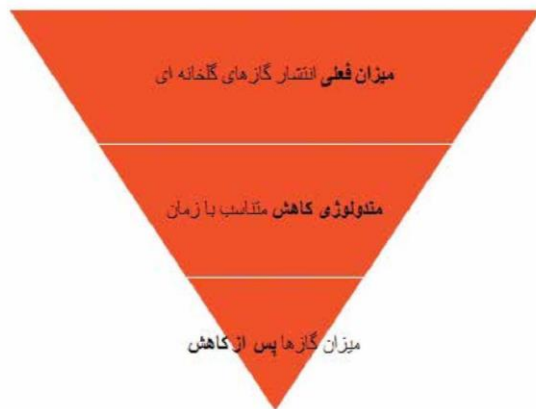 میزان فعلی انتشار گازهای گلخانه ای
متدولوژی کاهش متناسب با زمان
میزان گازها پس از کاهش